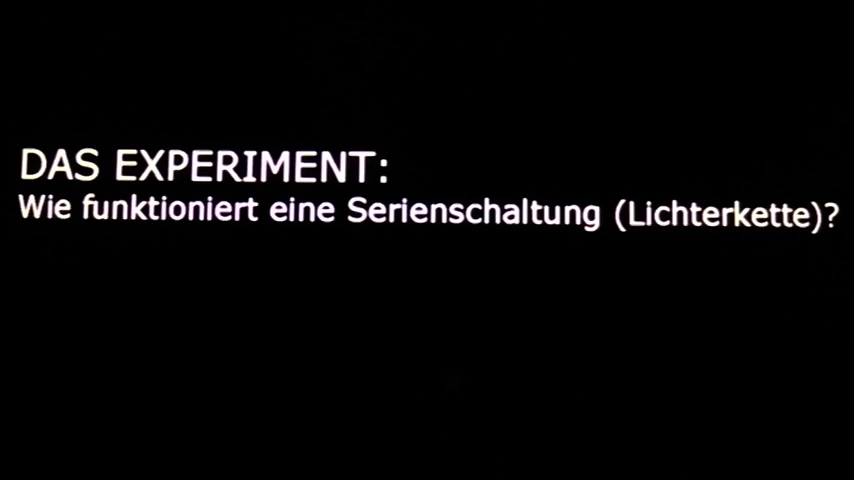 DAS EXPERIMENT:
Wie funktioniert eine Serienschaltung (Lichterkette)?